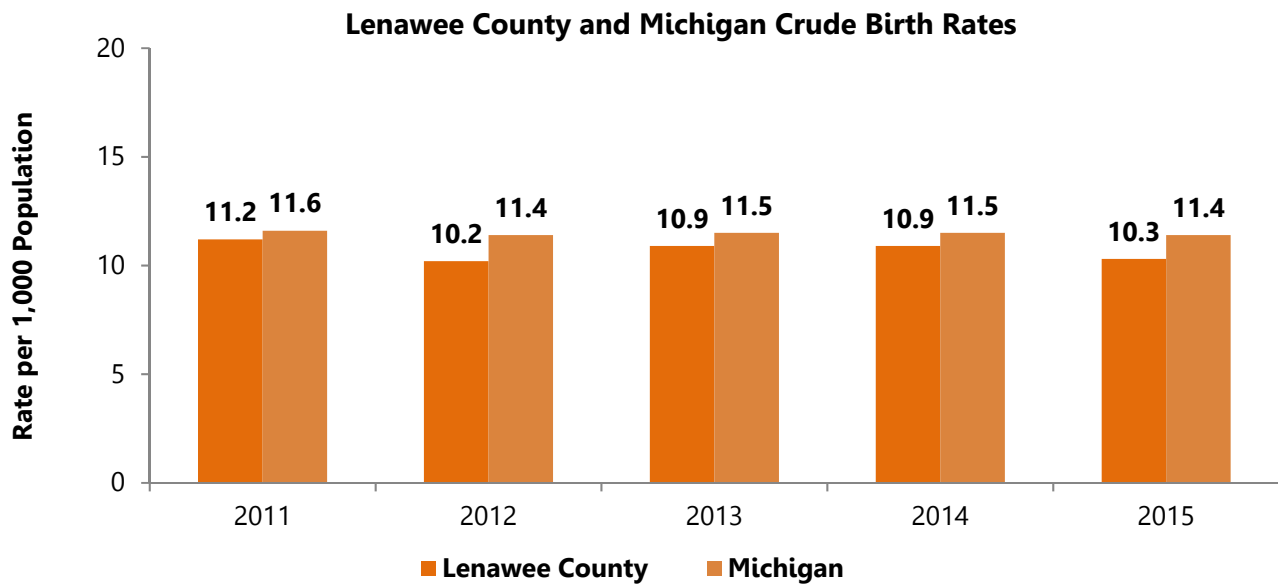 Lenawee County and Michigan Crude Birth Rates
Rate per 1,000 Population
20
15
10
5
0
11.2 11.6
10.2 11.4
10.9 11.5
10.9 11.5
10.3 11.4
2011 2012 2013 2014 2015
Lenawee County Michigan